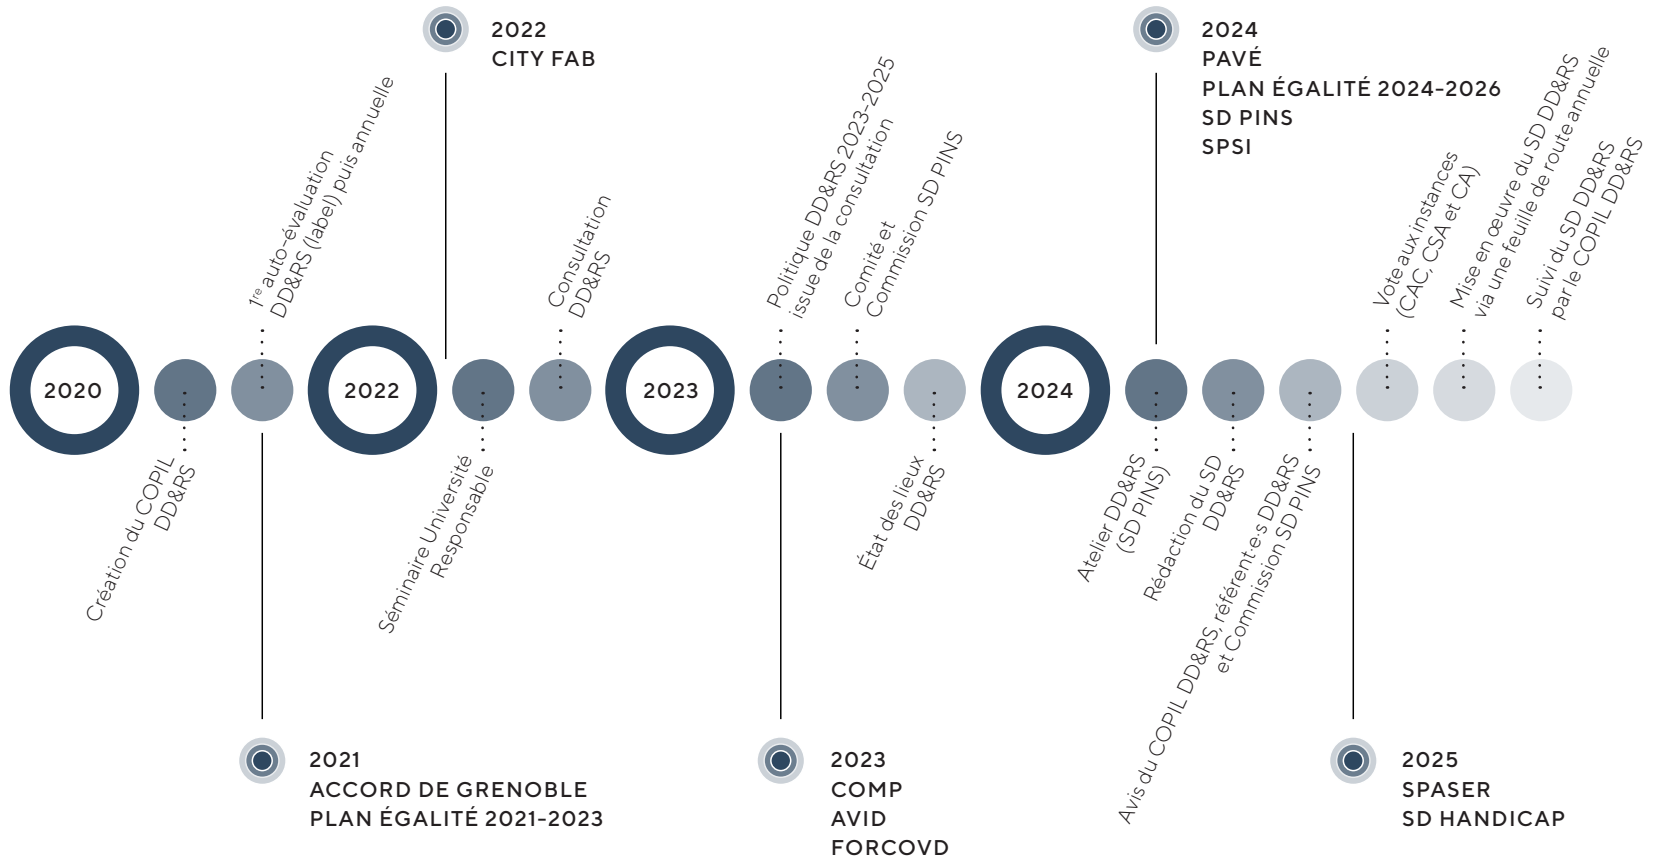 2022
CITY FAB
2024
PAVÉ
PLAN ÉGALITÉ 2024-2026
SD PINS
SPSI
1re auto-évaluation
DD&RS (label) puis annuelle
Consultation
DD&RS
Politique DD&RS 2023-2025
issue de la consultation
Comité et
Commission SD PINS
Vote aux instances
(CAC, CSA et CA)
Mise en œuvre du SD DD&RS
via une feuille de route annuelle
Suivi du SD DD&RS
par le COPIL DD&RS
2020
2022
2023
2024
Création du COPIL
DD&RS
Séminaire Université
Responsable
État des lieux
DD&RS
Atelier DD&RS
(SD PINS)
Rédaction du SD
DD&RS
Avis du COPIL DD&RS, référent·e·s DD&RS
et Commission SD PINS
2021
ACCORD DE GRENOBLE
PLAN ÉGALITÉ 2021-2023
2023
COMP
AVID
FORCOVD
2025
SPASER
SD HANDICAP